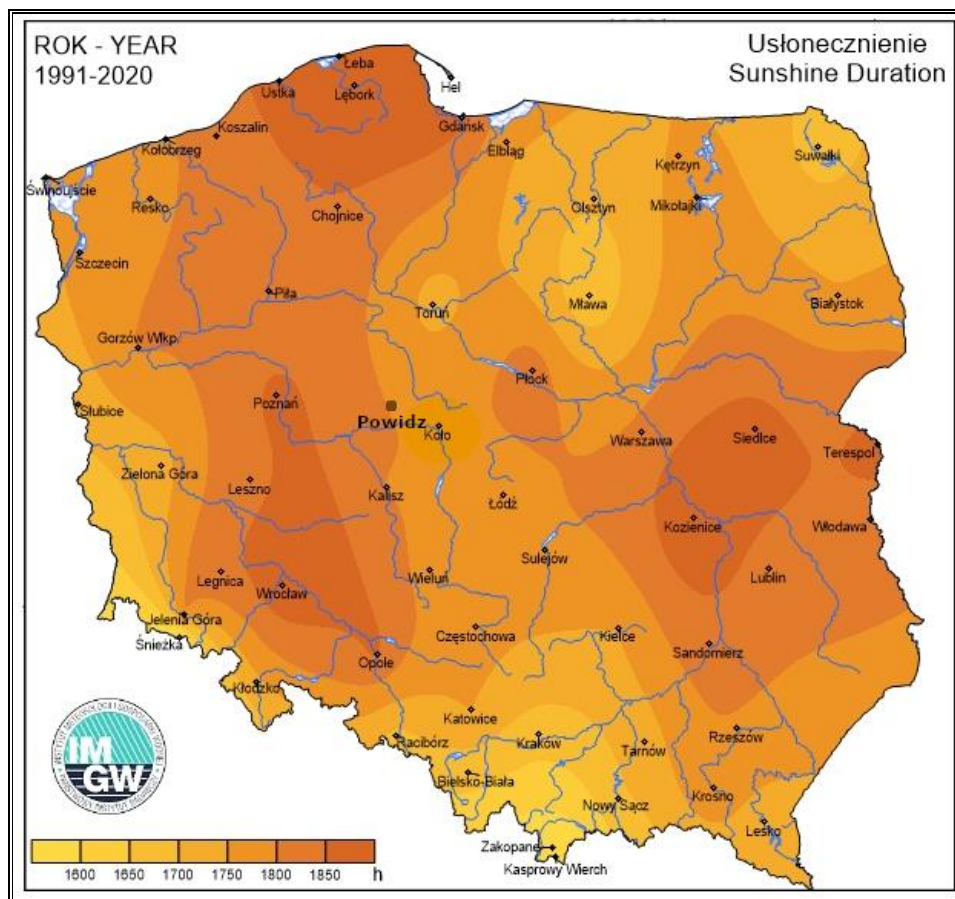 ROK - YEAR
1991-2020
Usłonecznienie
Sunshine Duration
Łeba
Ustka
Lębork
Hel
Koszalin
Gdańsk
Kołobrzeg
Elbląg
Kętrzyn
Suwałki
Świnoujście
Resko
Chojnice
Olsztyn
Mikołajki
Szczecin
Piła
Toruń
Mława
Białystok
Gorzów Wlkp.
Płock
Słubice
Poznań
Powidz
Koło
Warszawa
Siedlce
Terespol
Zielona Góra
Leszno
Kalisz
Łódź
Kozienice
Włodawa
Sulejów
Legnica
Wrocław
Wieluń
Lublin
Jelenia Góra
Śnieżka
Częstochowa
Kielce
Sandomierz
Opole
Kłodzko
Katowice
Racibórz
Kraków
Tarnów
Rzeszów
Bielsko-Biała
Nowy Sącz
Krosno
Lesko
Zakopane
Kasprowy Wierch
IM
GW
1600 1650 1700 1750 1800 1850 h